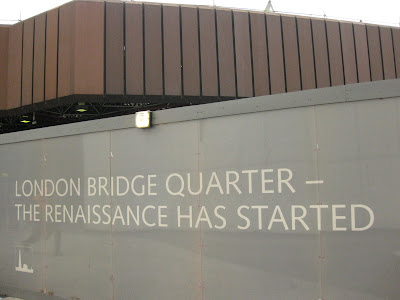 LONDON BRIDGE QUARTER –
THE RENAISSANCE HAS STARTED